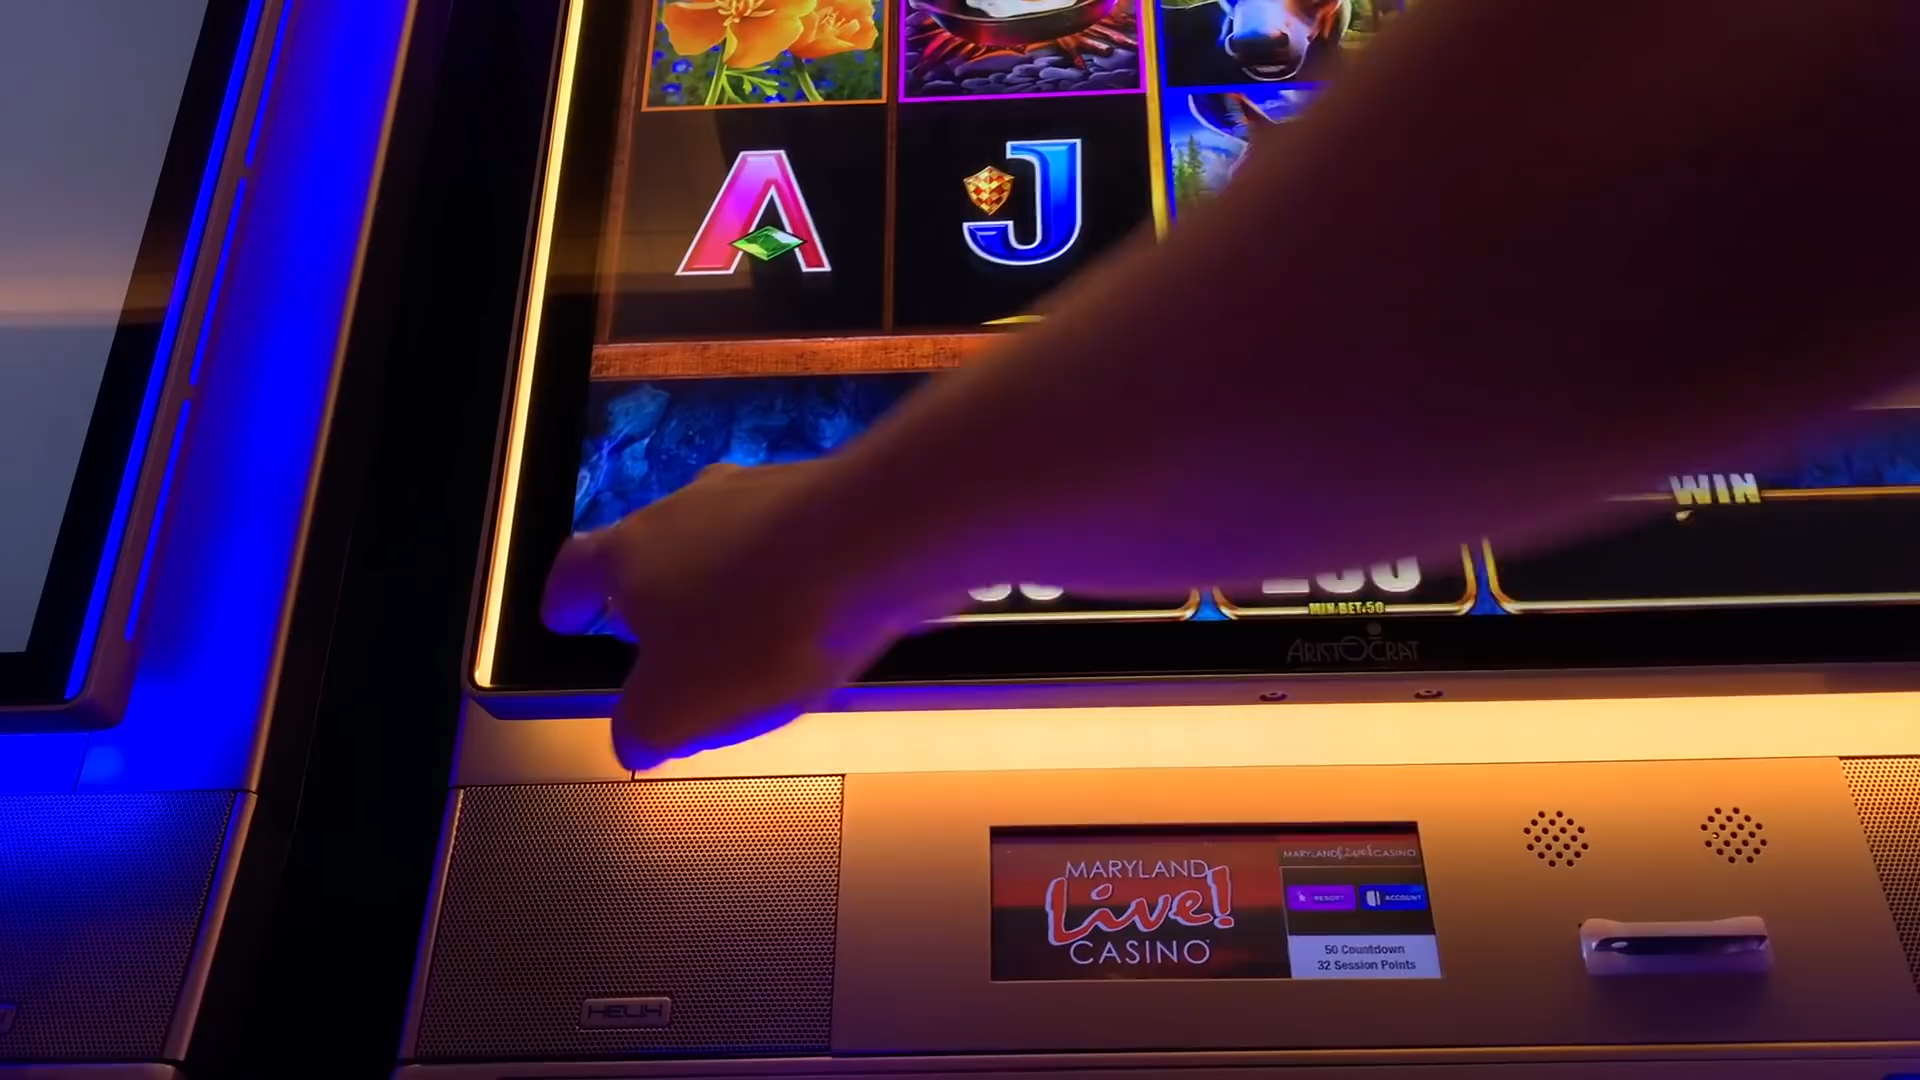 A
J
WIN
MIN BET 50
ARISTOCRAT
MARYLAND
Live!
CASINO
MARYLAND Live! CASINO
RESORT
ACCOUNT
50 Countdown
32 Session Points
HELIX